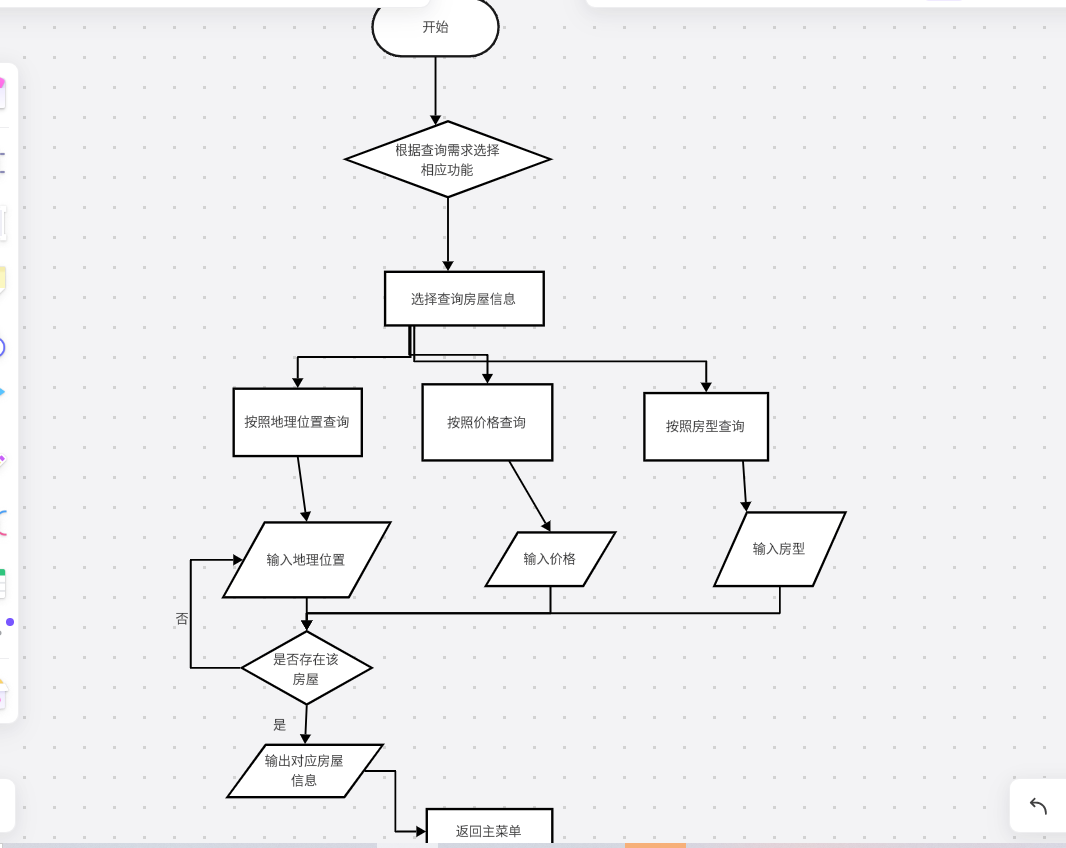 开始
根据查询需求选择
相应功能
选择查询房屋信息
按照地理位置查询
按照价格查询
按照房型查询
输入地理位置
输入价格
输入房型
否
是否存在该
房屋
是
输出对应房屋
信息
返回主菜单